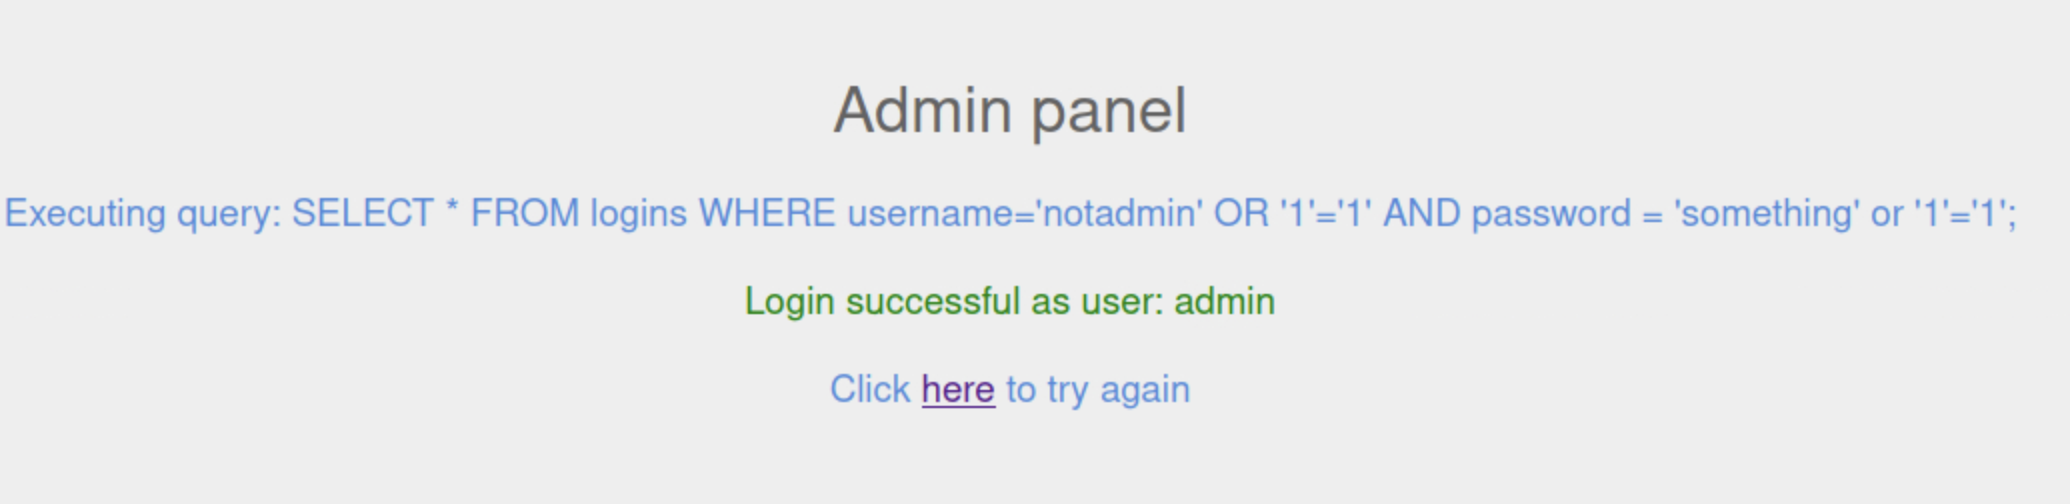 Admin panel
Executing query: SELECT * FROM logins WHERE username='notadmin' OR '1'='1' AND password = 'something' or '1'='1';
Login successful as user: admin
Click here to try again